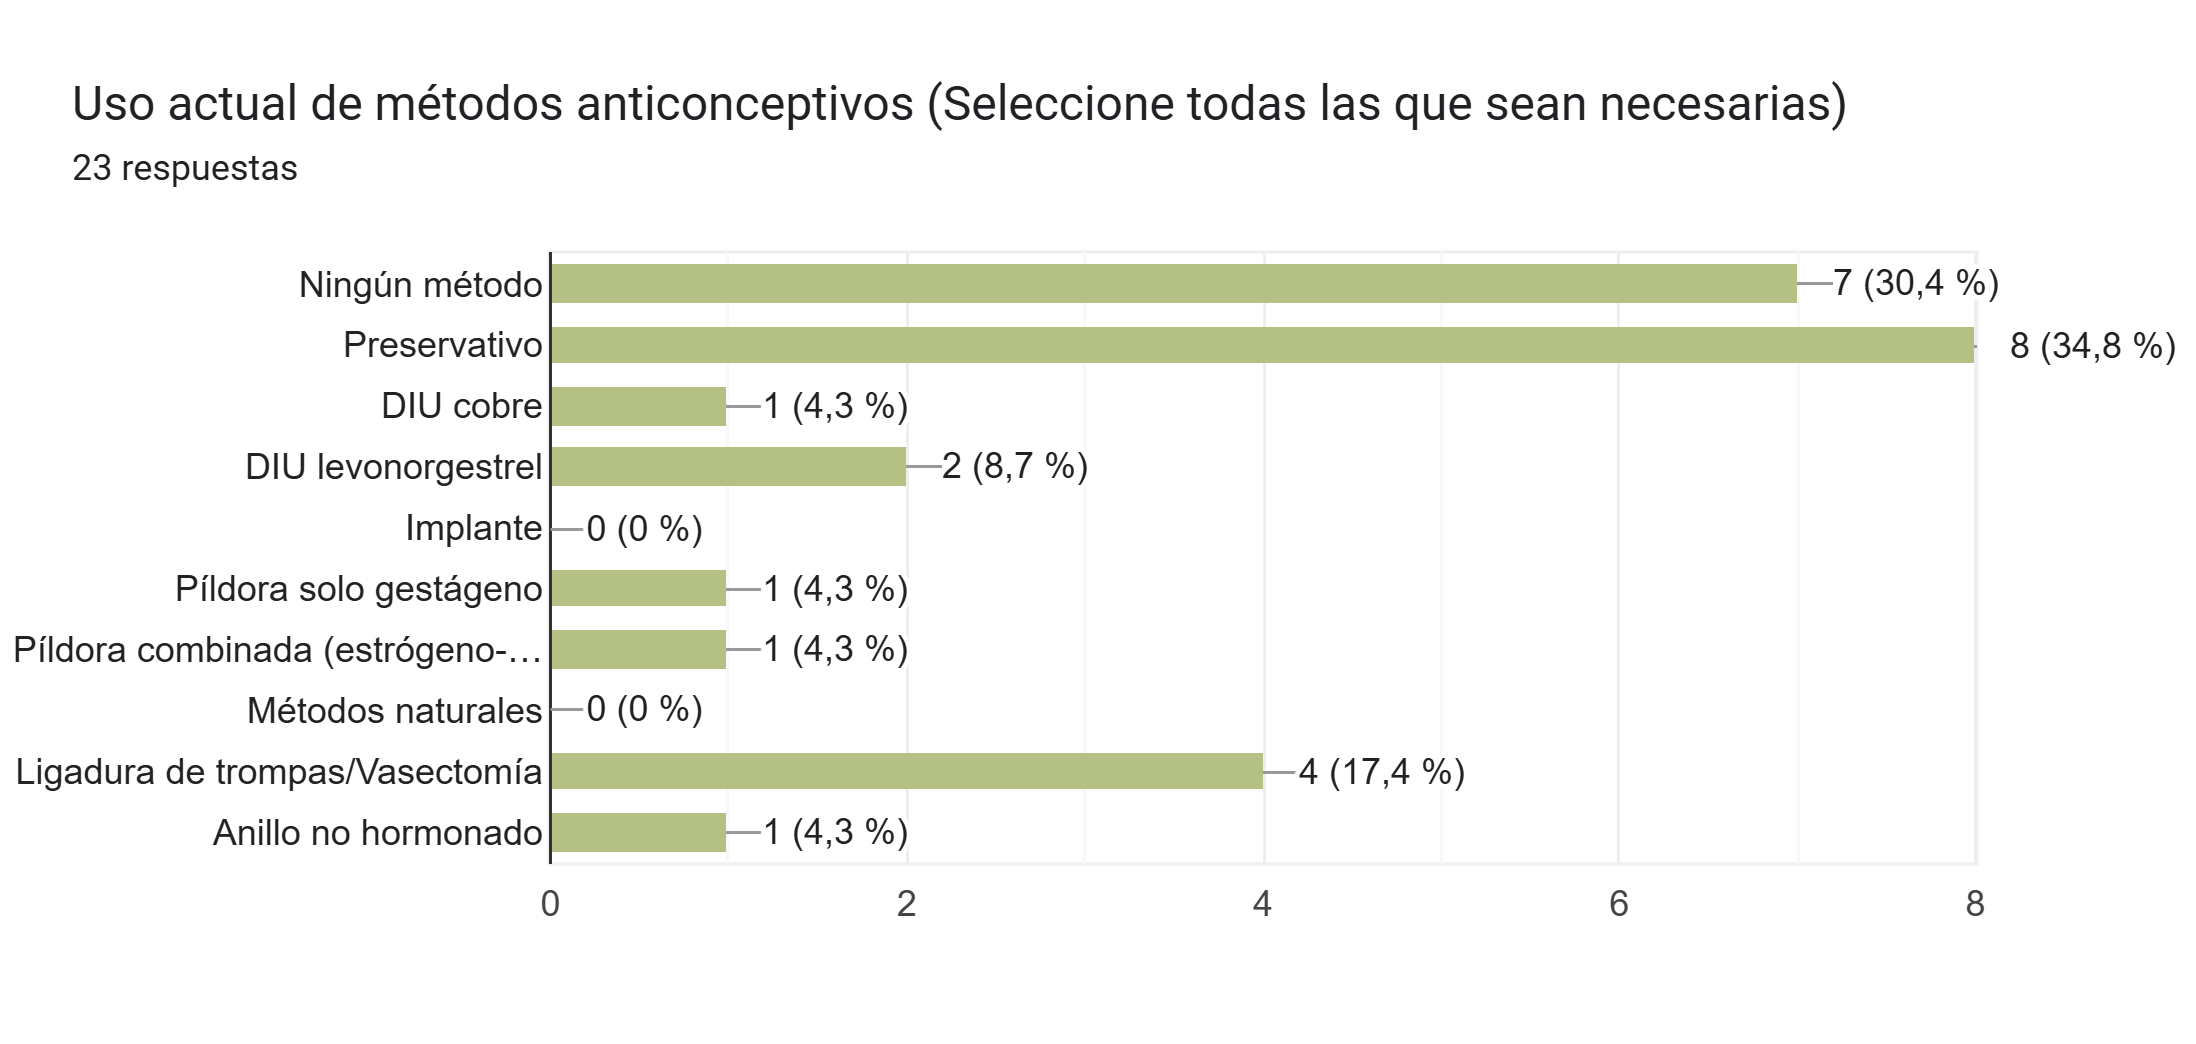 Uso actual de métodos anticonceptivos (Seleccione todas las que sean necesarias)
23 respuestas
Ningún método 7 (30,4 %)
Preservativo 8 (34,8 %)
DIU cobre 1 (4,3 %)
DIU levonorgestrel 2 (8,7 %)
Implante 0 (0 %)
Píldora solo gestágeno 1 (4,3 %)
Píldora combinada (estrógeno-… 1 (4,3 %)
Métodos naturales 0 (0 %)
Ligadura de trompas/Vasectomía 4 (17,4 %)
Anillo no hormonado 1 (4,3 %)
0 2 4 6 8